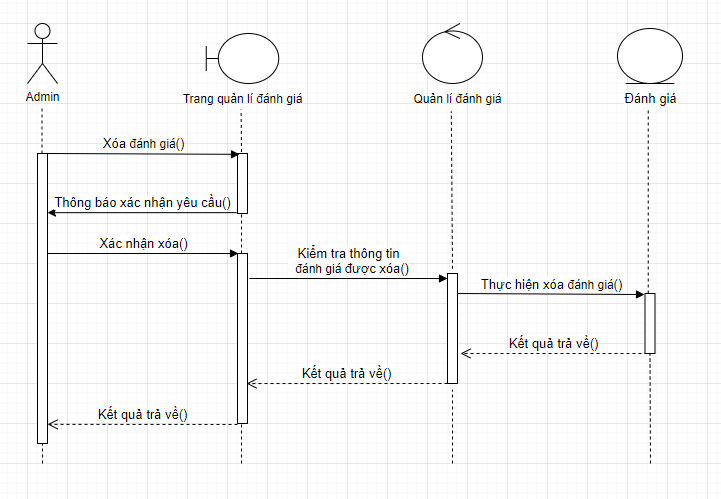 Admin
Trang quản lí đánh giá
Quản lí đánh giá
Đánh giá
Xóa đánh giá()
Thông báo xác nhận yêu cầu()
Xác nhận xóa()
Kiểm tra thông tin
đánh giá được xóa()
Thực hiện xóa đánh giá()
Kết quả trả về()
Kết quả trả về()
Kết quả trả về()